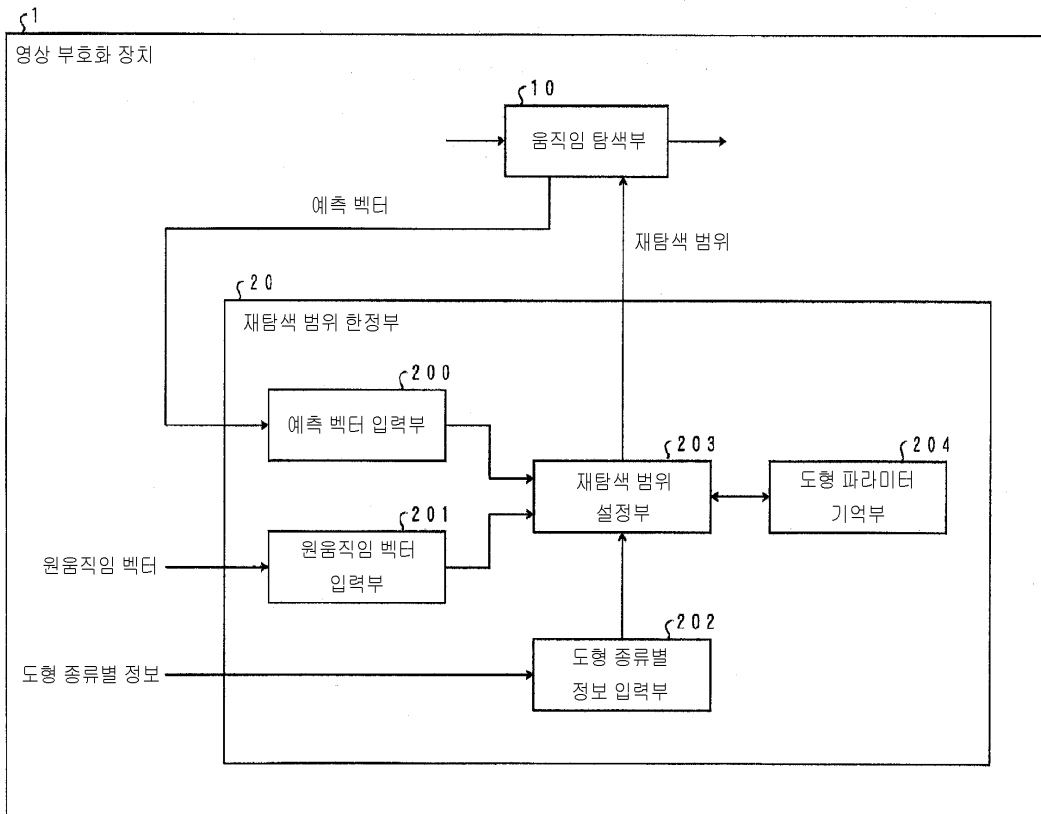 1
영상 부호화 장치
10
움직임 탐색부
예측 벡터
재탐색 범위
20
재탐색 범위 한정부
200
예측 벡터 입력부
203
재탐색 범위
설정부
204
도형 파라미터
기억부
201
원움직임 벡터
입력부
원움직임 벡터
202
도형 종류별
정보 입력부
도형 종류별 정보